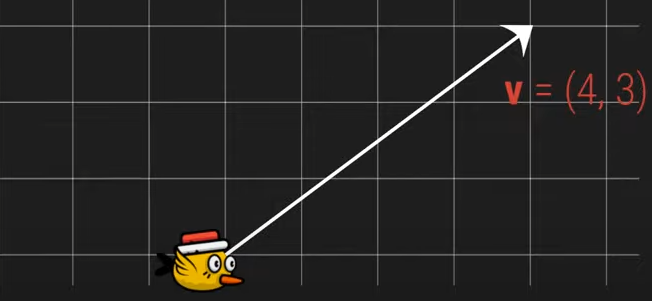 v = (4, 3)